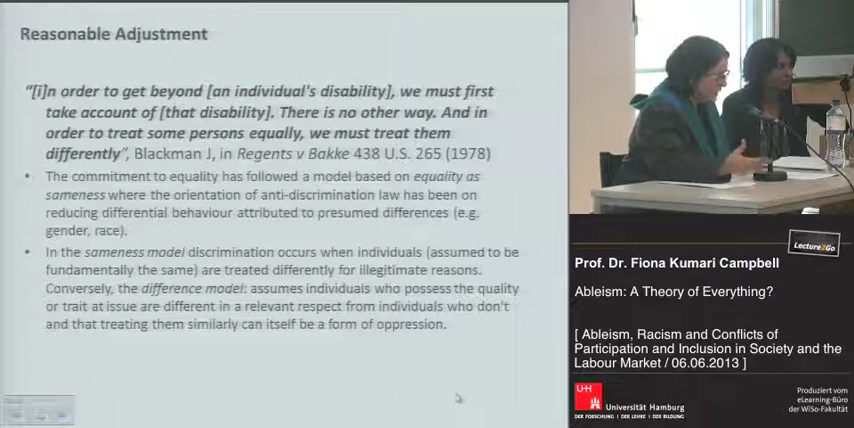 Reasonable Adjustment
“[i]n order to get beyond [an individual's disability], we must first
take account of [that disability]. There is no other way. And in
order to treat some persons equally, we must treat them
differently”, Blackman J, in Regents v Bakke 438 U.S. 265 (1978)
• The commitment to equality has followed a model based on equality as
sameness where the orientation of anti-discrimination law has been on
reducing differential behaviour attributed to presumed differences (e.g.
gender, race).
• In the sameness model discrimination occurs when individuals (assumed to be
fundamentally the same) are treated differently for illegitimate reasons.
Conversely, the difference model: assumes individuals who possess the quality
or trait at issue are different in a relevant respect from individuals who don't
and that treating them similarly can itself be a form of oppression.
Lecture2Go
Prof. Dr. Fiona Kumari Campbell
Ableism: A Theory of Everything?
[ Ableism, Racism and Conflicts of
Participation and Inclusion in Society and the
Labour Market / 06.06.2013 ]
UHH
Universität Hamburg
DER FORSCHUNG | DER LEHRE | DER BILDUNG
Produziert vom
eLearning-Büro
der WiSo-Fakultät